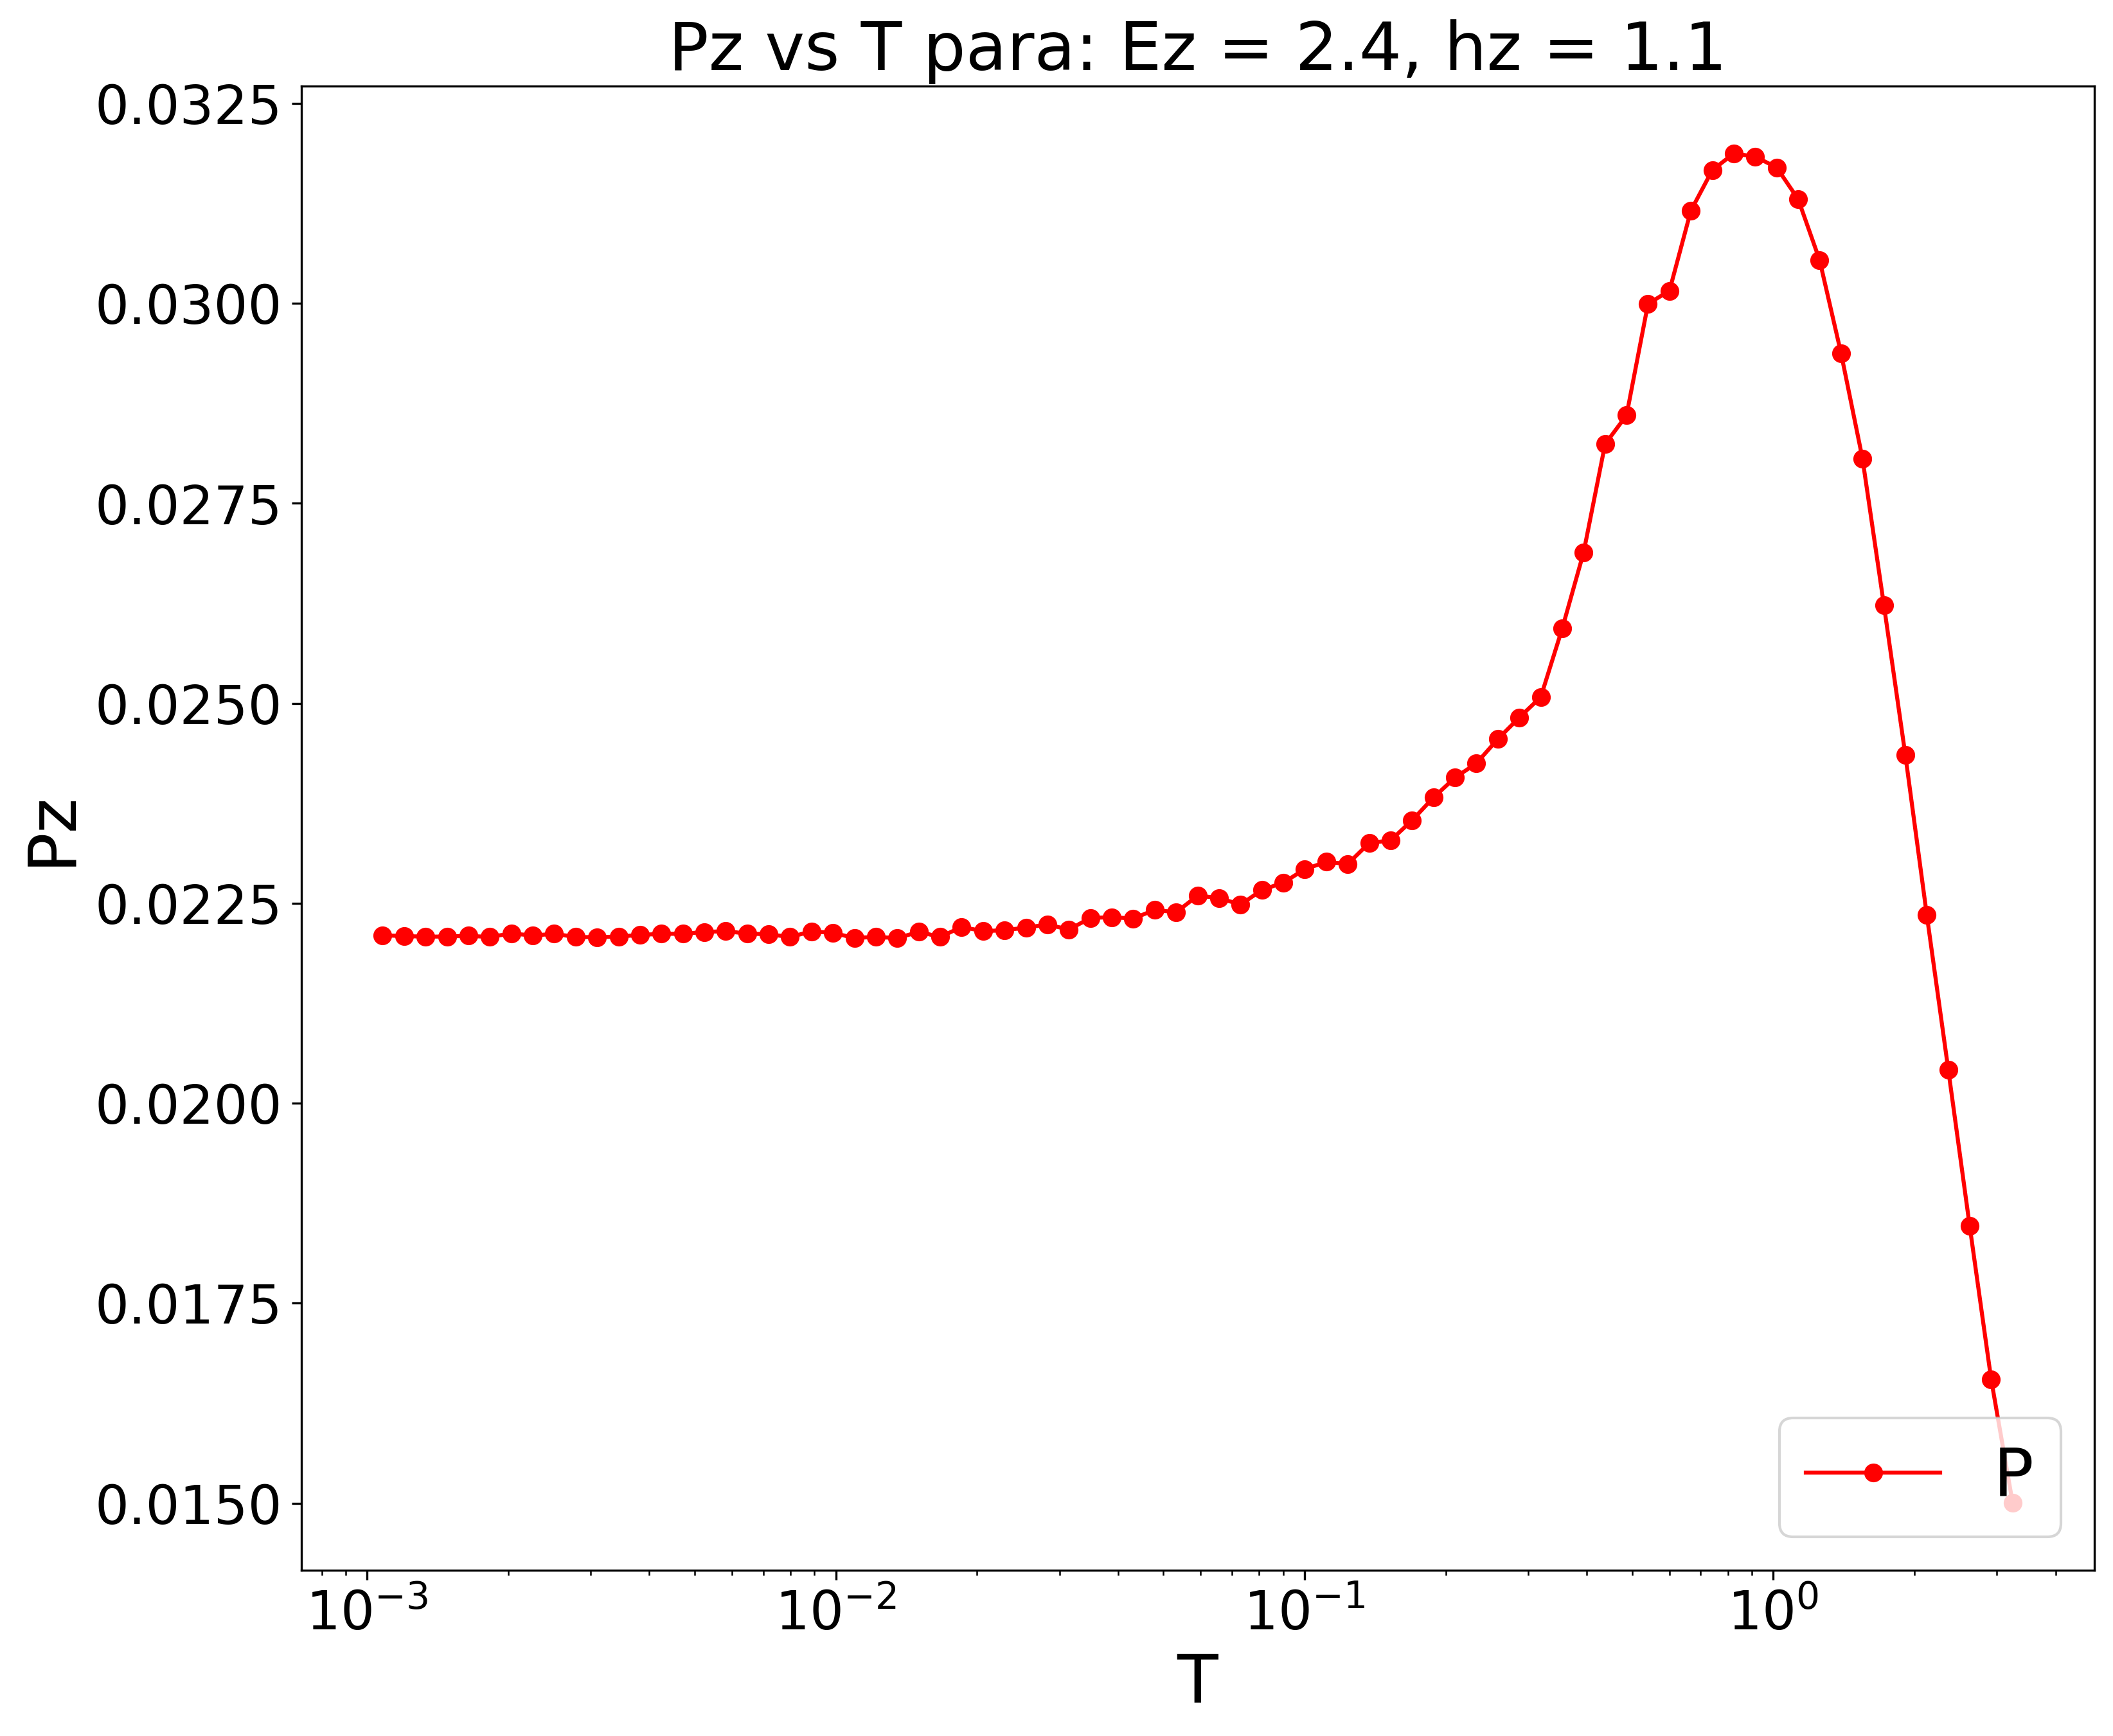 Pz vs T para: Ez = 2.4, hz = 1.1
0.0325
0.0300
0.0275
0.0250
0.0225
0.0200
0.0175
0.0150
Pz
P
10⁻³ 10⁻² 10⁻¹ 10⁰
T